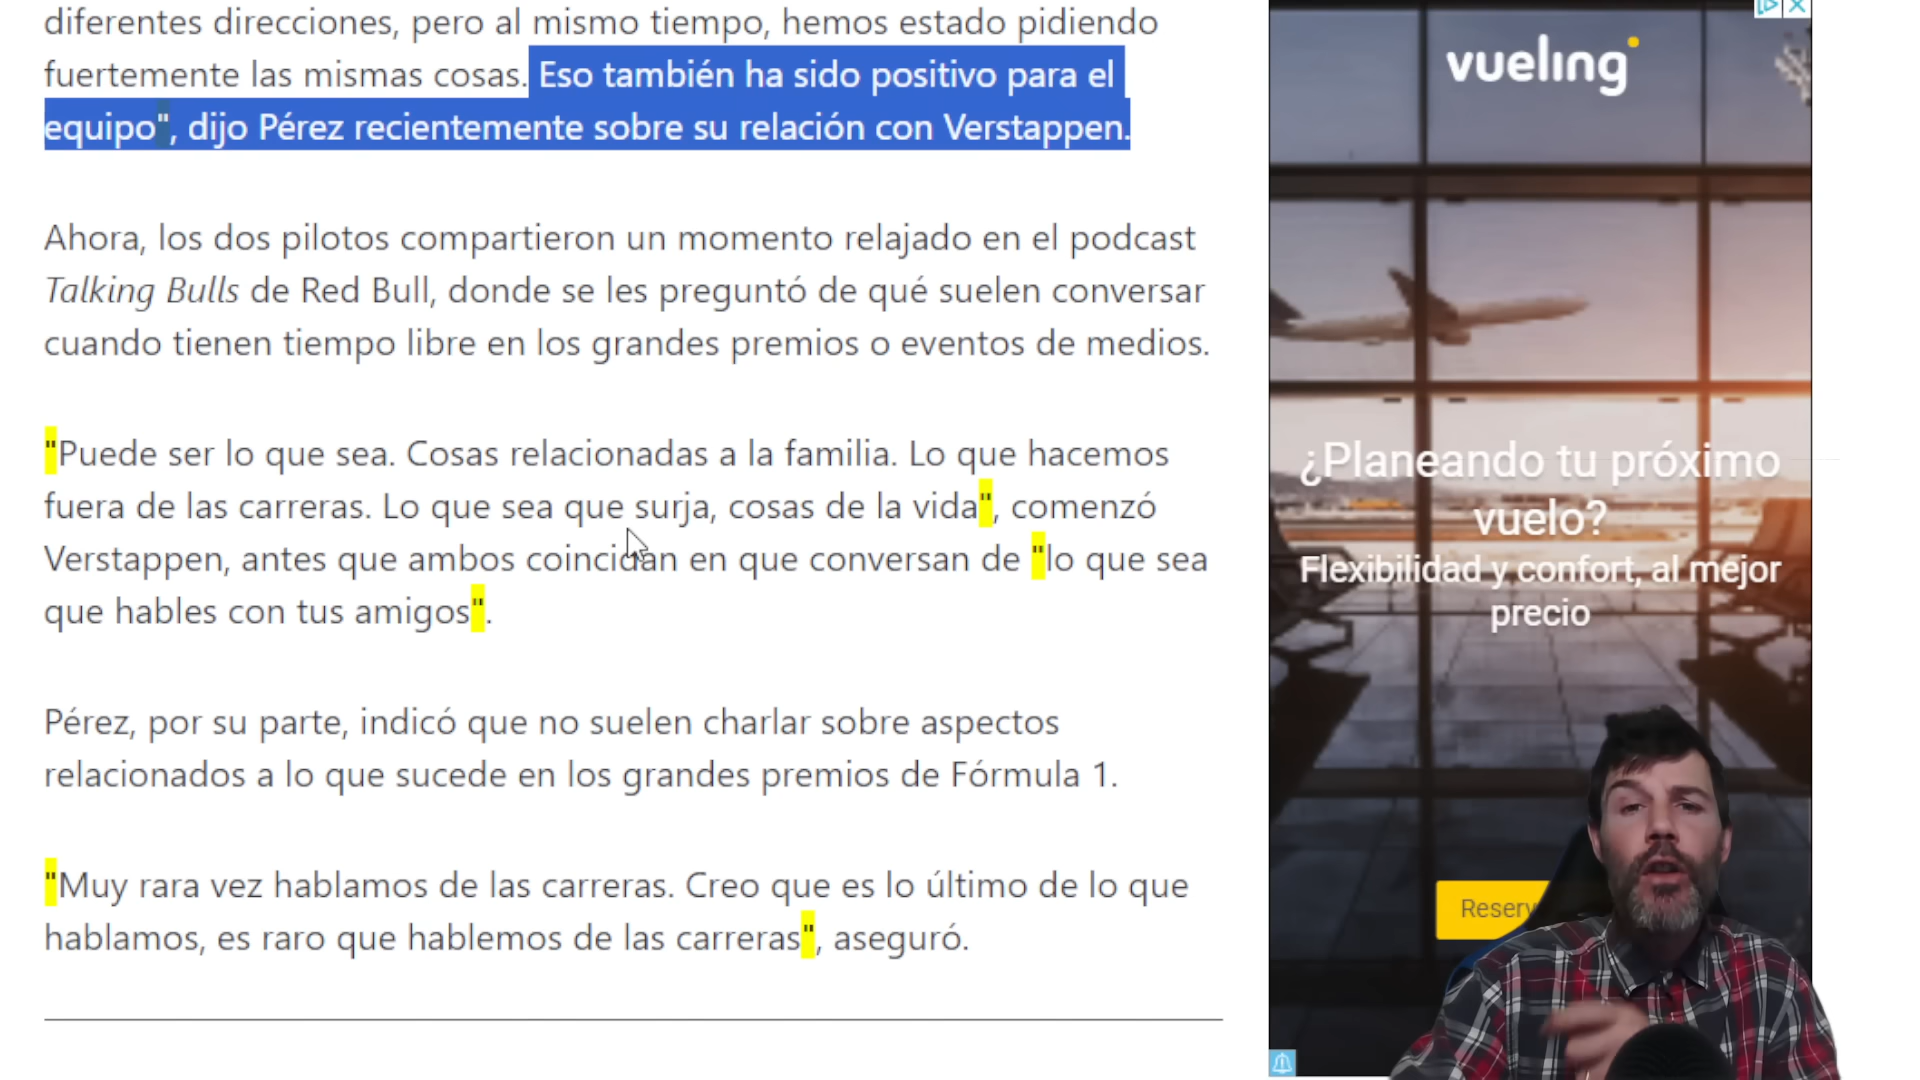 diferentes direcciones, pero al mismo tiempo, hemos estado pidiendo
fuertemente las mismas cosas. Eso también ha sido positivo para el
equipo", dijo Pérez recientemente sobre su relación con Verstappen.
Ahora, los dos pilotos compartieron un momento relajado en el podcast
Talking Bulls de Red Bull, donde se les preguntó de qué suelen conversar
cuando tienen tiempo libre en los grandes premios o eventos de medios.
"Puede ser lo que sea. Cosas relacionadas a la familia. Lo que hacemos
fuera de las carreras. Lo que sea que surja, cosas de la vida", comenzó
Verstappen, antes que ambos coincidan en que conversan de "lo que sea
que hables con tus amigos".
Pérez, por su parte, indicó que no suelen charlar sobre aspectos
relacionados a lo que sucede en los grandes premios de Fórmula 1.
"Muy rara vez hablamos de las carreras. Creo que es lo último de lo que
hablamos, es raro que hablemos de las carreras", aseguró.
vueling
¿Planeando tu próximo
vuelo?
Flexibilidad y confort, al mejor
precio
Reserv